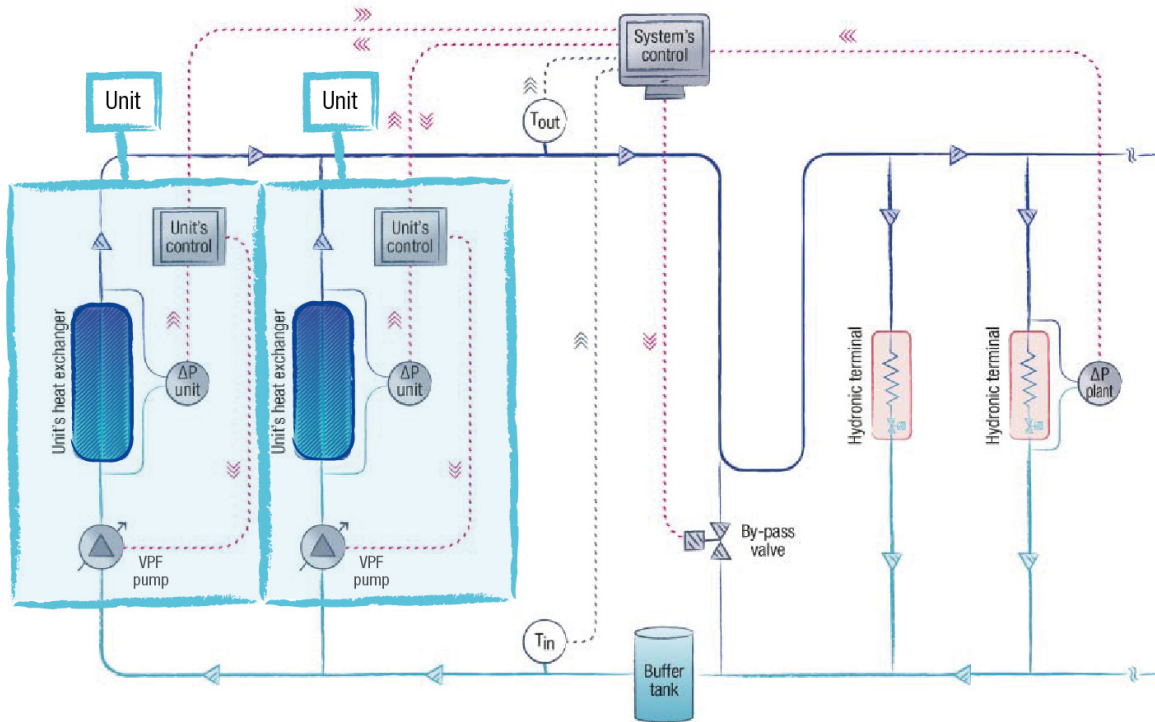 System's
control
Unit
Unit
Tout
Unit's
control
Unit's
control
Unit's heat exchanger
Unit's heat exchanger
ΔP
unit
ΔP
unit
Hydronic terminal
Hydronic terminal
ΔP
plant
VPF
pump
VPF
pump
By-pass
valve
Tin
Buffer
tank